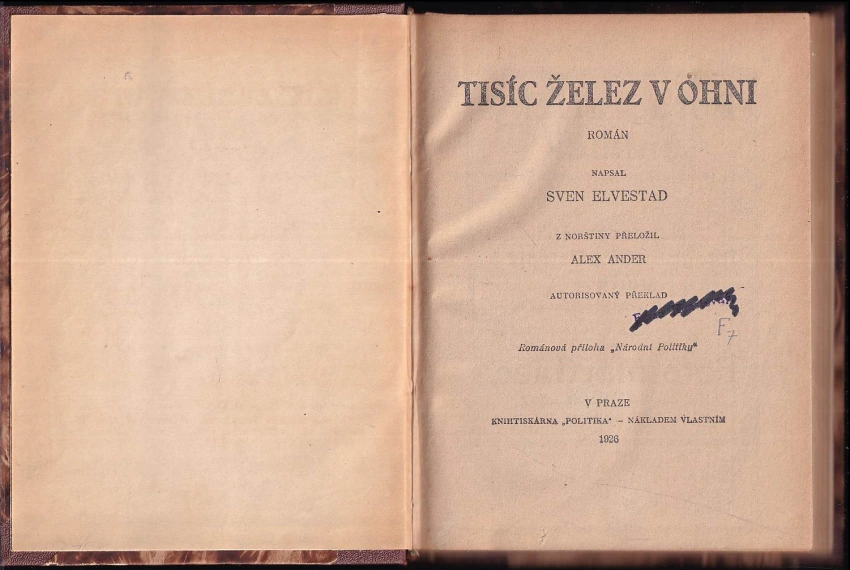 TISÍC ŽELEZ V OHNI
ROMÁN
NAPSAL
SVEN ELVESTAD
Z NORŠTINY PŘELOŽIL
ALEX ANDER
AUTORISOVANÝ PŘEKLAD
F7
Románová příloha „Národní Politiky“
V PRAZE
KNIHTISKÁRNA „POLITIKA“ – NÁKLADEM VLASTNÍM
1926